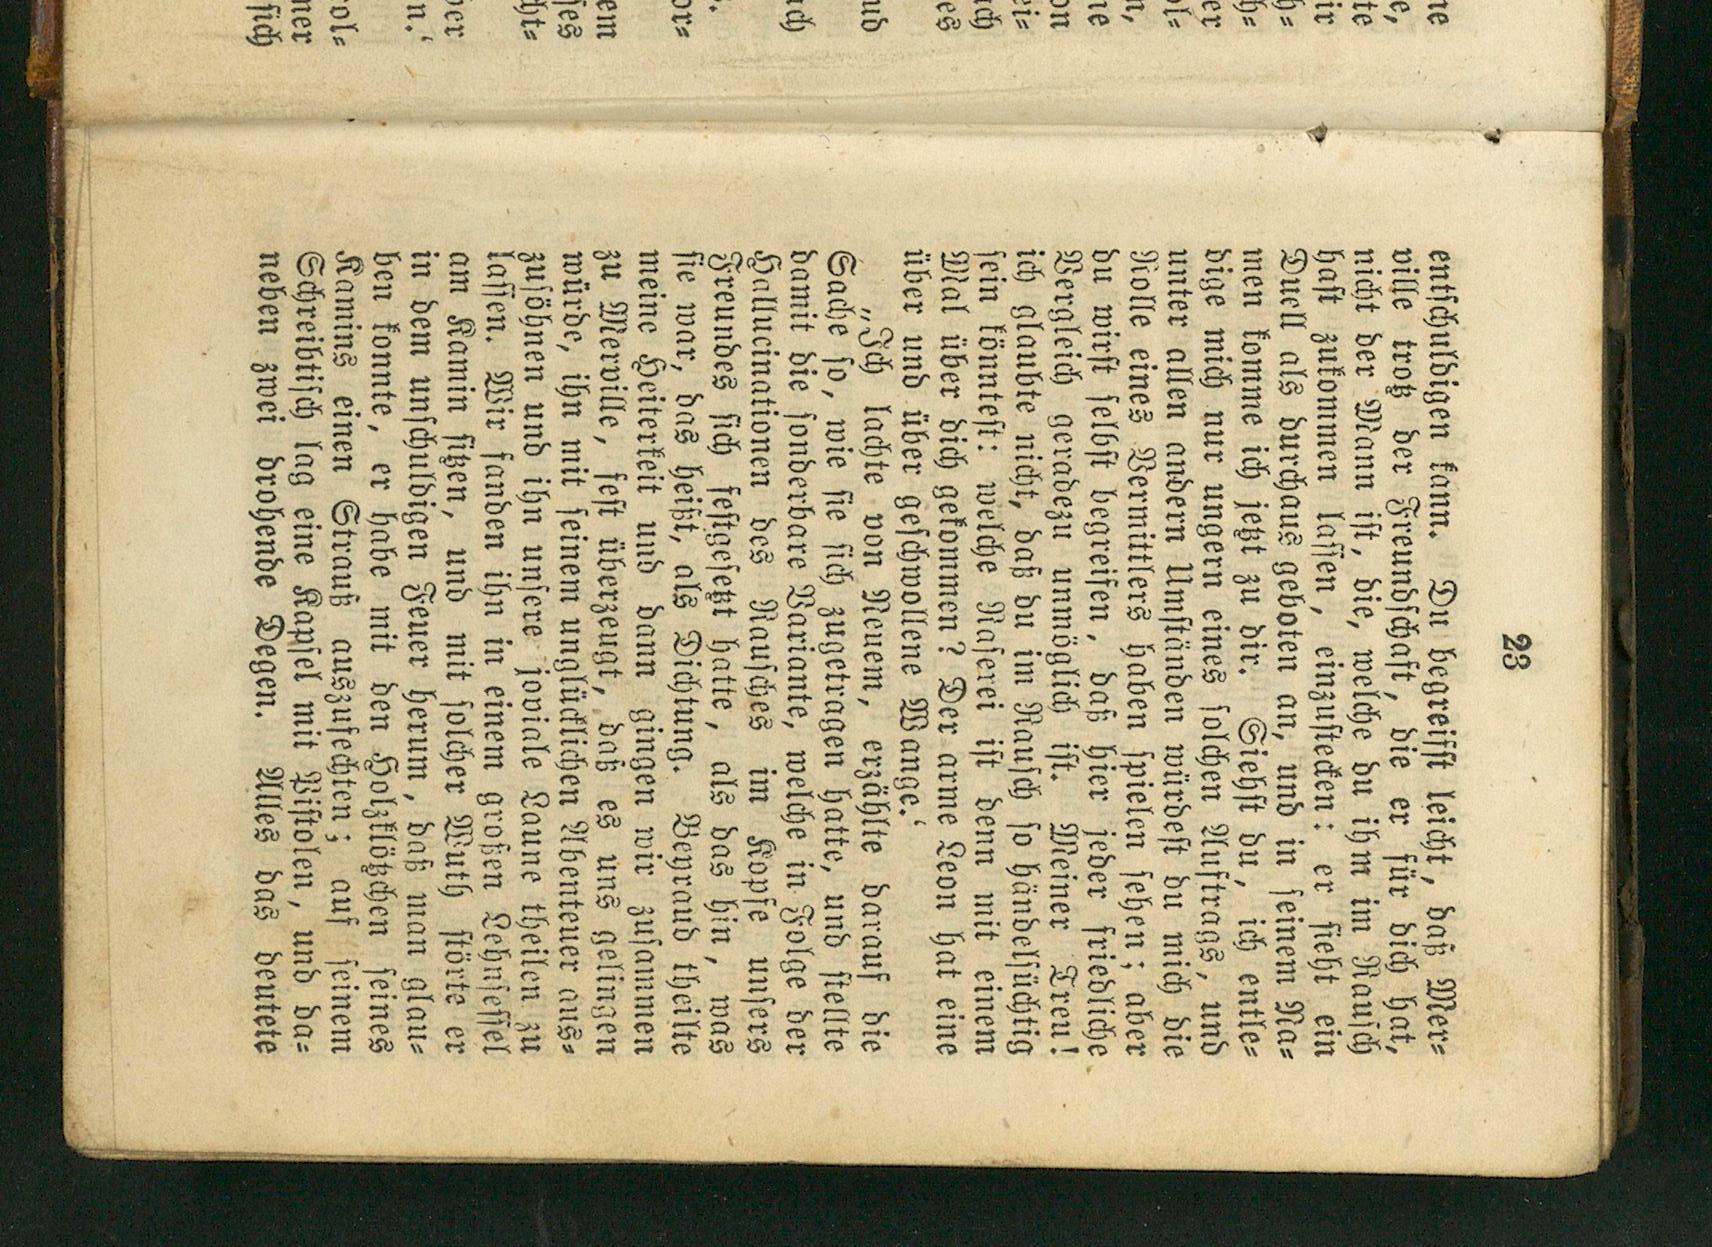 23
entſchuldigen kann. Du begreifſt leicht, daß Mer-
ville trotz der Freundſchaft, die er für dich hat,
nicht der Mann iſt, die, welche du ihm im Rauſch
haſt zukommen laſſen, einzuſtecken: er ſieht ein
Duell als durchaus geboten an, und in ſeinem Na-
men komme ich jetzt zu dir. Siehſt du, ich entle-
dige mich nur ungern eines ſolchen Auftrags, und
unter allen andern Umſtänden würdeſt du mich die
Rolle eines Vermittlers haben ſpielen ſehen; aber
du wirſt ſelbſt begreifen, daß hier jeder friedliche
Vergleich geradezu unmöglich iſt. Meiner Treu!
ich glaubte nicht, daß du im Rauſch ſo händelſüchtig
ſein könnteſt: welche Raſerei iſt denn mit einem
Mal über dich gekommen? Der arme Leon hat eine
über und über geſchwollene Wange.‘
„Ich lachte von Neuem, erzählte darauf die
Sache ſo, wie ſie ſich zugetragen hatte, und ſtellte
damit die ſonderbare Variante, welche in Folge der
Hallucinationen des Rauſches im Kopfe unſers
Freundes ſich feſtgeſetzt hatte, als das hin, was
ſie war, das heißt, als Dichtung. Beyraud theilte
meine Heiterkeit und dann gingen wir zuſammen
zu Merville, feſt überzeugt, daß es uns gelingen
würde, ihn mit ſeinem unglücklichen Abenteuer aus-
zuſöhnen und ihn unſere joviale Laune theilen zu
laſſen. Wir fanden ihn in einem großen Lehnſeſſel
am Kamin ſitzen, und mit ſolcher Wuth ſtörte er
in dem unſchuldigen Feuer herum, daß man glau-
ben konnte, er habe mit den Holzklötzchen ſeines
Kamins einen Strauß auszufechten; auf ſeinem
Schreibtiſch lag eine Kapſel mit Piſtolen, und da-
neben zwei drohende Degen. Alles das deutete